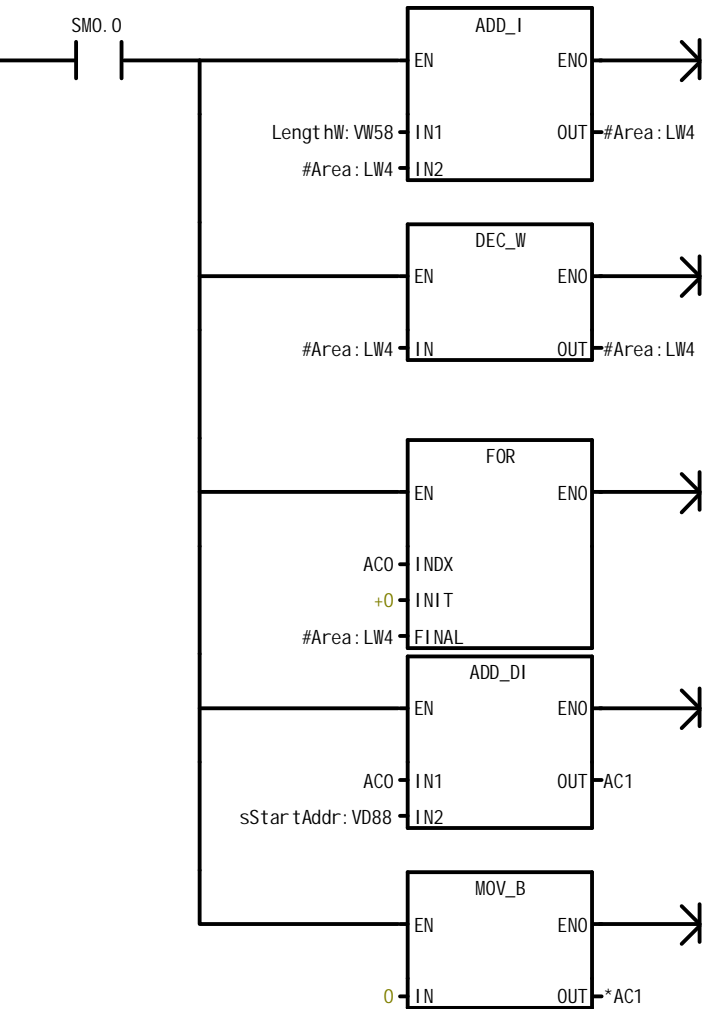 SM0.0
ADD_I
EN ENO
LengthW:VW58 IN1 OUT #Area:LW4
#Area:LW4 IN2
DEC_W
EN ENO
#Area:LW4 IN OUT #Area:LW4
FOR
EN ENO
AC0 INDX
+0 INIT
#Area:LW4 FINAL
ADD_DI
EN ENO
AC0 IN1 OUT AC1
sStartAddr:VD88 IN2
MOV_B
EN ENO
0 IN OUT *AC1